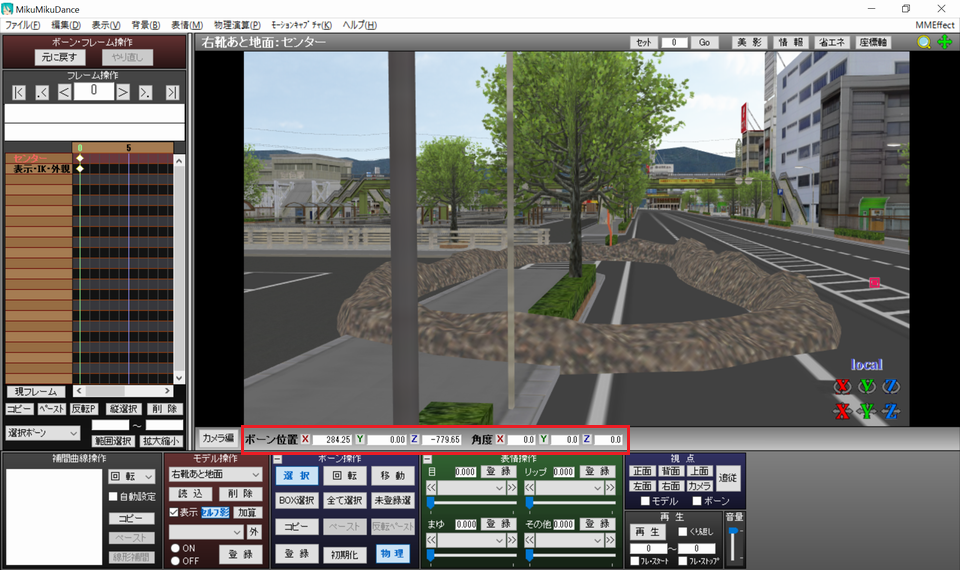 MikuMikuDance
ファイル(F) 編集(D) 表示(V) 背景(B) 表情(M) 物理演算(P) モーションキャプチャ(K) ヘルプ(H) MMEffect
ボーン・フレーム操作
元に戻す やり直し
フレーム操作
|< .< < 0 > >. >|
0 5
センター
表示・IK・外親
現フレーム < >
コピー ペースト 反転P 縦選択 削 除
選択ボーン ～
範囲選択 拡大縮小
右靴あと地面:センター セット 0 Go 美 影 情 報 省エネ 座標軸
local
X Y Z
X Y Z
カメラ編 ボーン位置 X 284.25 Y 0.00 Z -779.65 角度 X 0.0 Y 0.0 Z 0.0
補間曲線操作
回 転
自動設定
コピー
ペースト
線形補間
モデル操作
右靴あと地面
読 込 削 除
表示 セルフ影 加算
外
ON
OFF
登 録
ボーン操作
選 択 回 転 移 動
BOX選択 全て選択 未登録選
コピー ペースト 反転ペースト
登 録 初期化 物 理
表情操作
目 0.000 登 録 リップ 0.000 登 録
<< >> << >>
まゆ 0.000 登 録 その他 0.000 登 録
<< >> << >>
視 点
正面 背面 上面 追従
左面 右面 カメラ
モデル ボーン
再 生 音量
再 生 くり返し
0 ～ 0
フレ・スタート フレ・ストップ